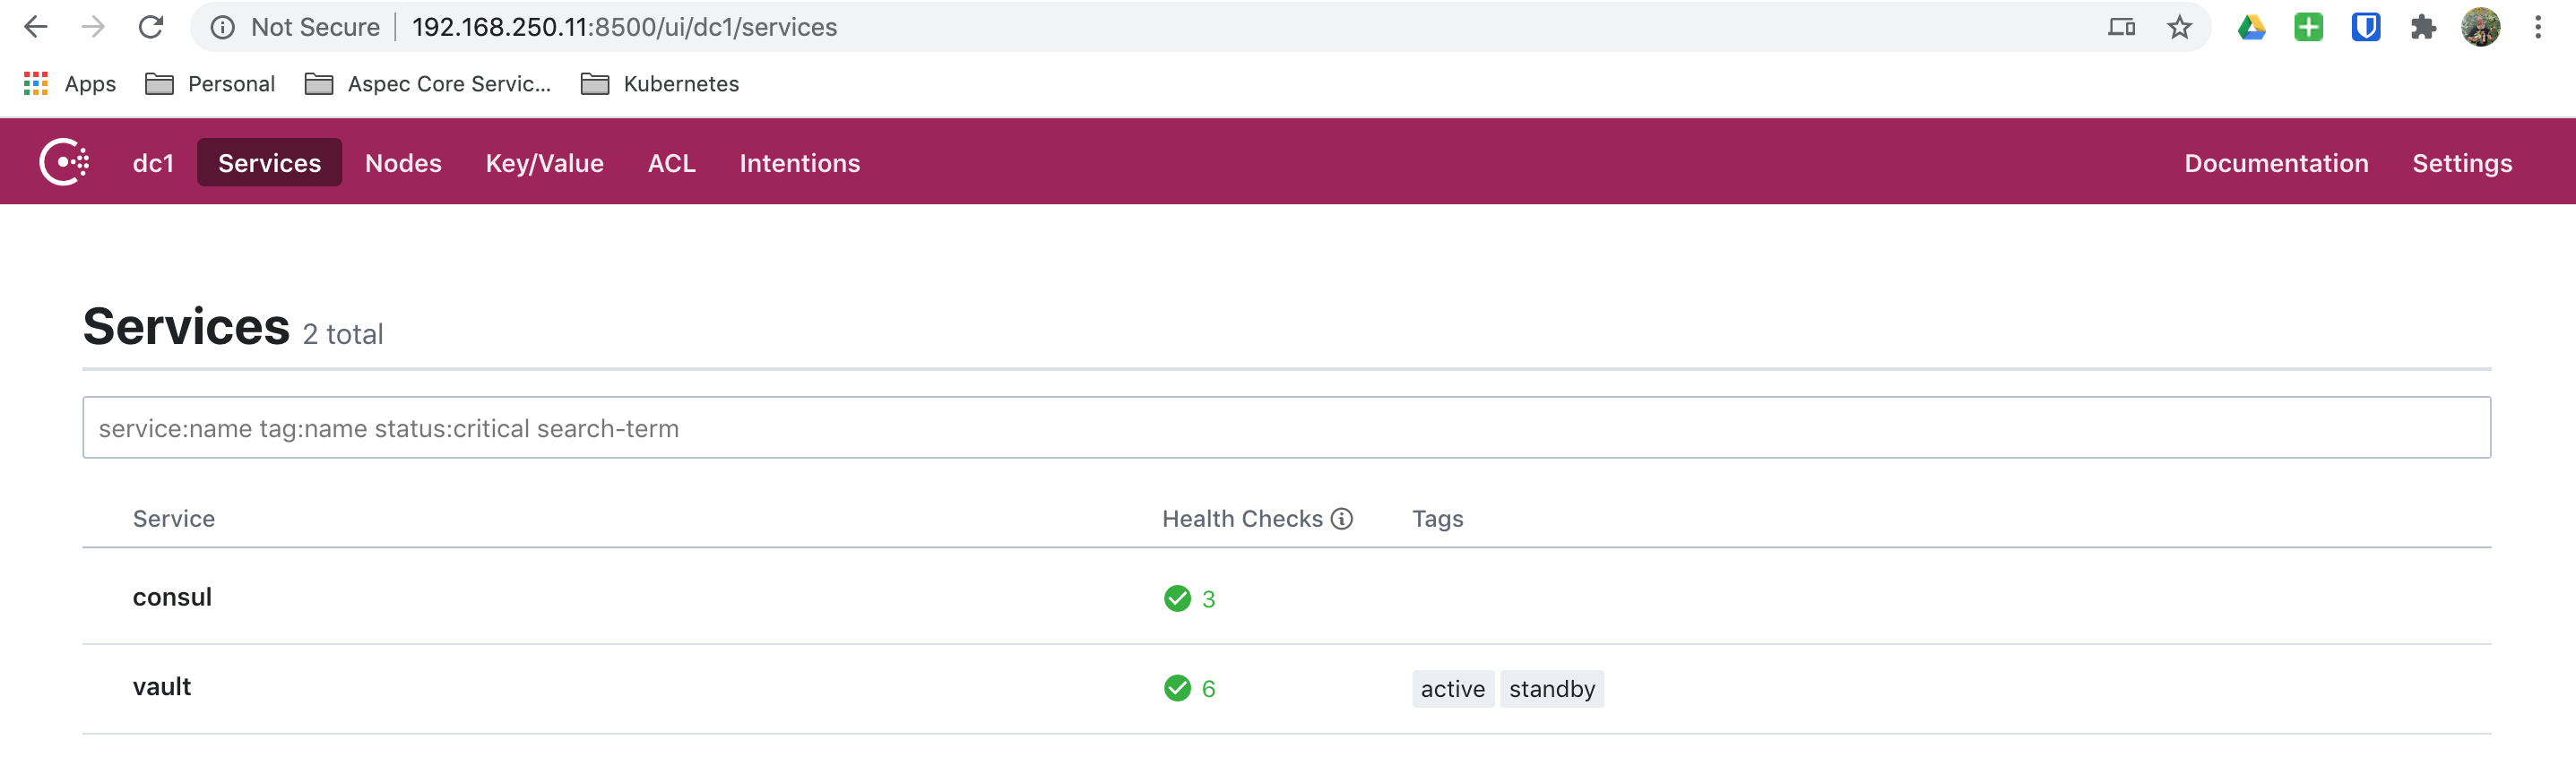 Not Secure 192.168.250.11:8500/ui/dc1/services
Apps Personal Aspec Core Servic... Kubernetes
dc1 Services Nodes Key/Value ACL Intentions Documentation Settings
Services 2 total
service:name tag:name status:critical search-term
Service Health Checks Tags
consul 3
vault 6 active standby